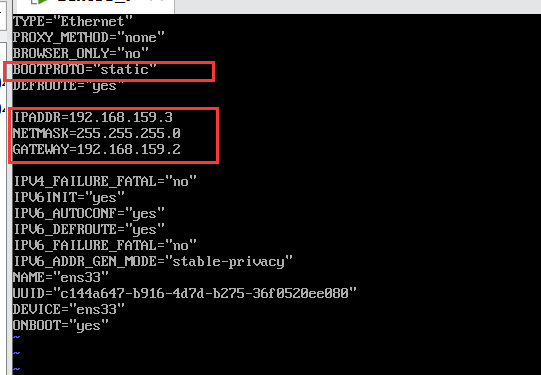 TYPE="Ethernet"
PROXY_METHOD="none"
BROWSER_ONLY="no"
BOOTPROTO="static"
DEFROUTE="yes"
IPADDR=192.168.159.3
NETMASK=255.255.255.0
GATEWAY=192.168.159.2
IPV4_FAILURE_FATAL="no"
IPV6INIT="yes"
IPV6_AUTOCONF="yes"
IPV6_DEFROUTE="yes"
IPV6_FAILURE_FATAL="no"
IPV6_ADDR_GEN_MODE="stable-privacy"
NAME="ens33"
UUID="c144a647-b916-4d7d-b275-36f0520ee080"
DEVICE="ens33"
ONBOOT="yes"
~
~
~